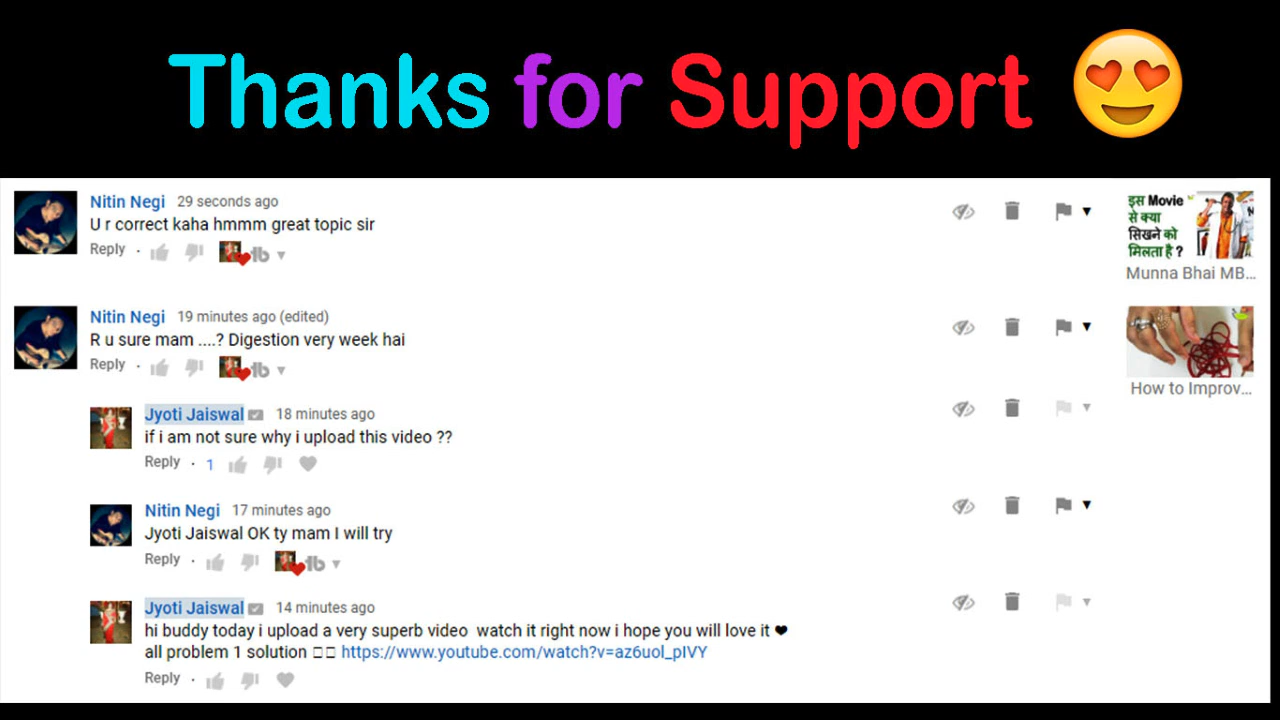 Thanks for Support
Nitin Negi 29 seconds ago
U r correct kaha hmmm great topic sir
Reply
इस Movie
से क्या
सिखने को
मिलता है ?
Munna Bhai MB...
Nitin Negi 19 minutes ago (edited)
R u sure mam ....? Digestion very week hai
Reply
How to Improv...
Jyoti Jaiswal 18 minutes ago
if i am not sure why i upload this video ??
Reply 1
Nitin Negi 17 minutes ago
Jyoti Jaiswal OK ty mam I will try
Reply
Jyoti Jaiswal 14 minutes ago
hi buddy today i upload a very superb video watch it right now i hope you will love it ❤
all problem 1 solution □□ https://www.youtube.com/watch?v=az6uol_pIVY
Reply